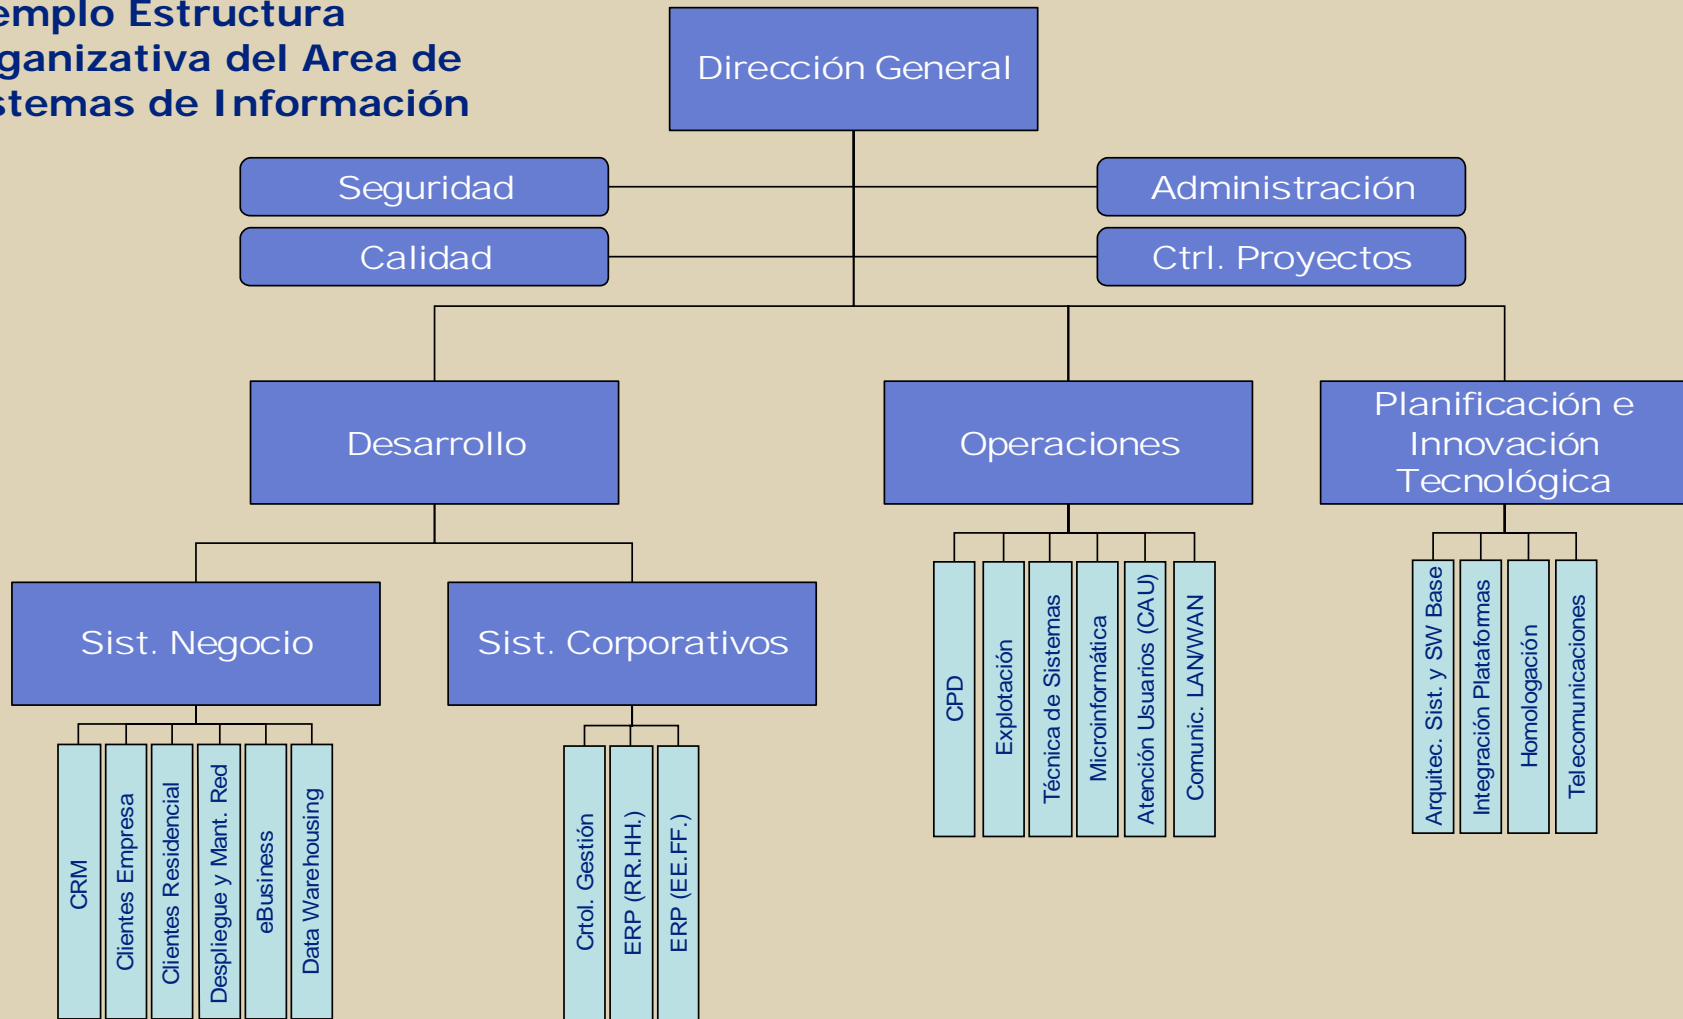 emplo Estructura
ganizativa del Area de
stemas de Información
Dirección General
Seguridad
Administración
Calidad
Ctrl. Proyectos
Desarrollo
Operaciones
Planificación e
Innovación
Tecnológica
Sist. Negocio
Sist. Corporativos
CRM
Clientes Empresa
Clientes Residencial
Despliegue y Mant. Red
eBusiness
Data Warehousing
Crtol. Gestión
ERP (RR.HH.)
ERP (EE.FF.)
CPD
Explotación
Técnica de Sistemas
Microinformática
Atención Usuarios (CAU)
Comunic. LAN/WAN
Arquitec. Sist. y SW Base
Integración Plataformas
Homologación
Telecomunicaciones